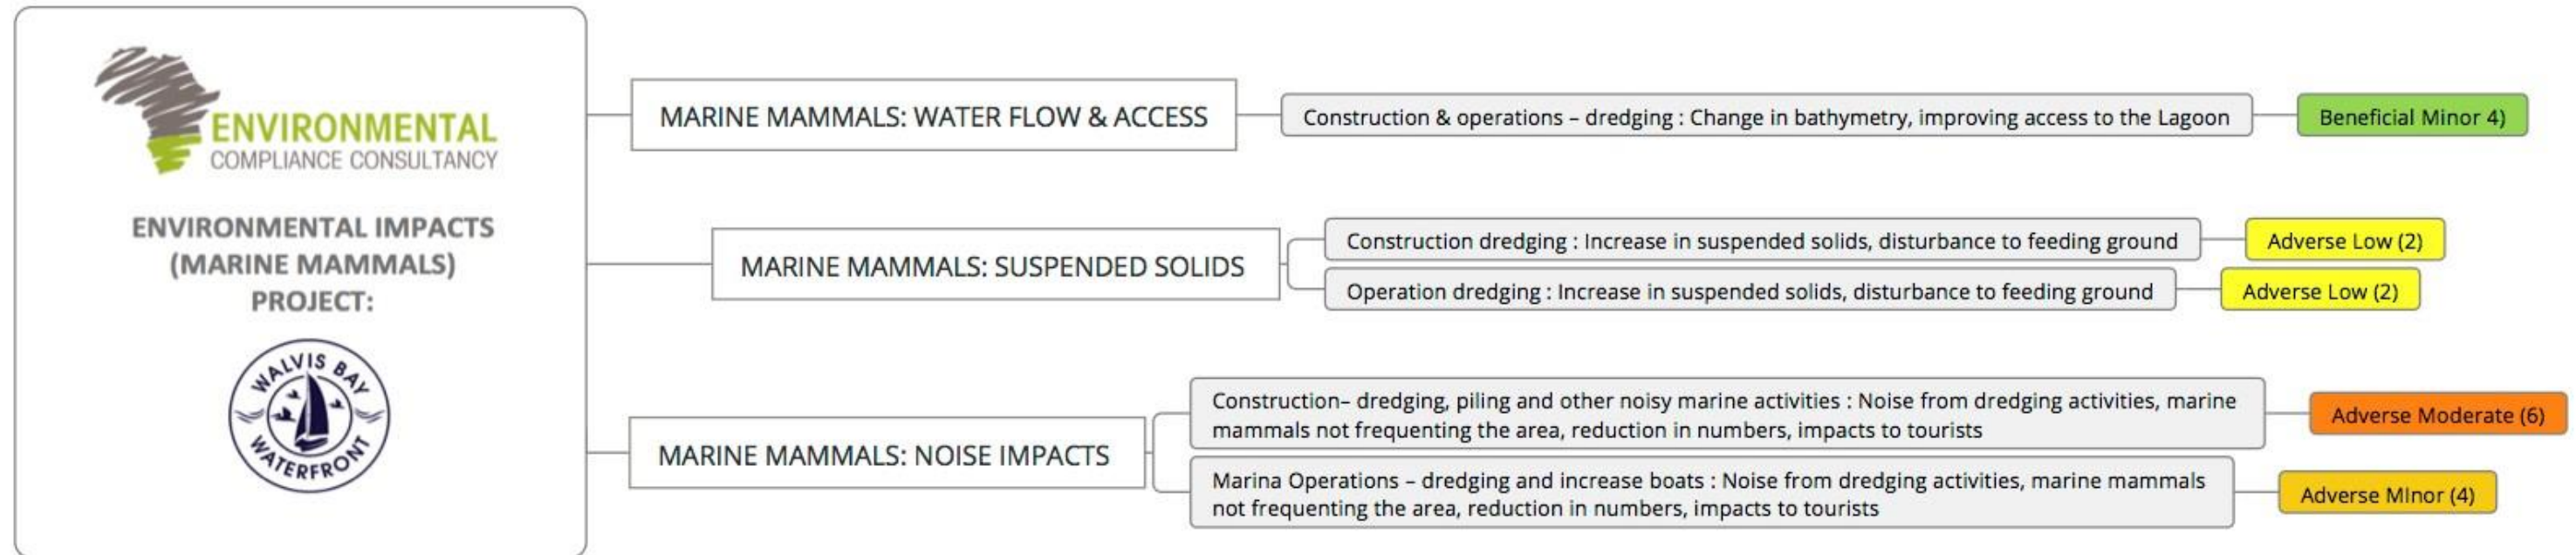 ENVIRONMENTAL
COMPLIANCE CONSULTANCY
ENVIRONMENTAL IMPACTS
(MARINE MAMMALS)
PROJECT:
WALVIS BAY
WATERFRONT
MARINE MAMMALS: WATER FLOW & ACCESS
Construction & operations – dredging : Change in bathymetry, improving access to the Lagoon
Beneficial Minor 4)
MARINE MAMMALS: SUSPENDED SOLIDS
Construction dredging : Increase in suspended solids, disturbance to feeding ground
Adverse Low (2)
Operation dredging : Increase in suspended solids, disturbance to feeding ground
Adverse Low (2)
MARINE MAMMALS: NOISE IMPACTS
Construction– dredging, piling and other noisy marine activities : Noise from dredging activities, marine
mammals not frequenting the area, reduction in numbers, impacts to tourists
Adverse Moderate (6)
Marina Operations – dredging and increase boats : Noise from dredging activities, marine mammals
not frequenting the area, reduction in numbers, impacts to tourists
Adverse MInor (4)